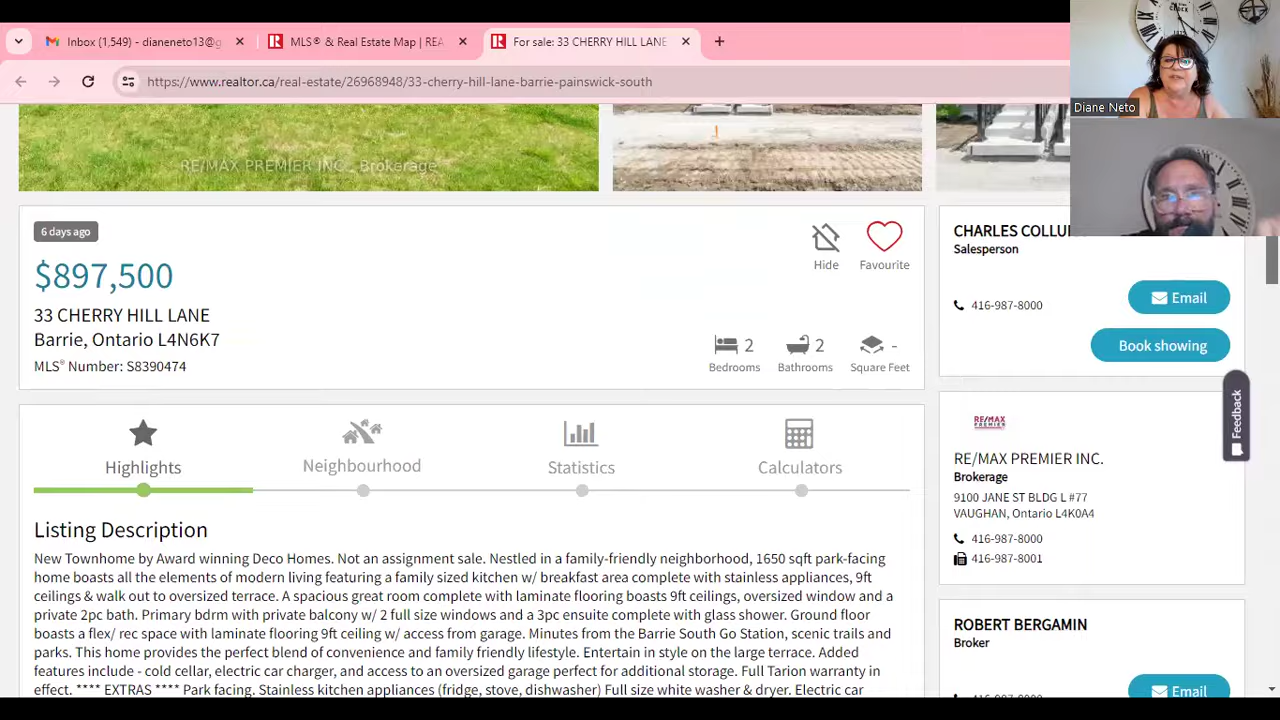 Inbox (1,549) - dianeneto13@g
MLS® & Real Estate Map | REA
For sale: 33 CHERRY HILL LANE
https://www.realtor.ca/real-estate/26968948/33-cherry-hill-lane-barrie-painswick-south
Diane Neto
RE/MAX PREMIER INC., Brokerage
6 days ago
$897,500
33 CHERRY HILL LANE
Barrie, Ontario L4N6K7
MLS® Number: S8390474
Hide
Favourite
2
Bedrooms
2
Bathrooms
-
Square Feet
Highlights
Neighbourhood
Statistics
Calculators
Listing Description
New Townhome by Award winning Deco Homes. Not an assignment sale. Nestled in a family-friendly neighborhood, 1650 sqft park-facing
home boasts all the elements of modern living featuring a family sized kitchen w/ breakfast area complete with stainless appliances, 9ft
ceilings & walk out to oversized terrace. A spacious great room complete with laminate flooring boasts 9ft ceilings, oversized window and a
private 2pc bath. Primary bdrm with private balcony w/ 2 full size windows and a 3pc ensuite complete with glass shower. Ground floor
boasts a flex/ rec space with laminate flooring 9ft ceiling w/ access from garage. Minutes from the Barrie South Go Station, scenic trails and
parks. This home provides the perfect blend of convenience and family friendly lifestyle. Entertain in style on the large terrace. Added
features include - cold cellar, electric car charger, and access to an oversized garage perfect for additional storage. Full Tarion warranty in
effect. **** EXTRAS **** Park facing. Stainless kitchen appliances (fridge, stove, dishwasher) Full size white washer & dryer. Electric car
CHARLES COLLU
Salesperson
416-987-8000
Email
Book showing
RE/MAX
PREMIER
RE/MAX PREMIER INC.
Brokerage
9100 JANE ST BLDG L #77
VAUGHAN, Ontario L4K0A4
416-987-8000
416-987-8001
Feedback
ROBERT BERGAMIN
Broker
Email